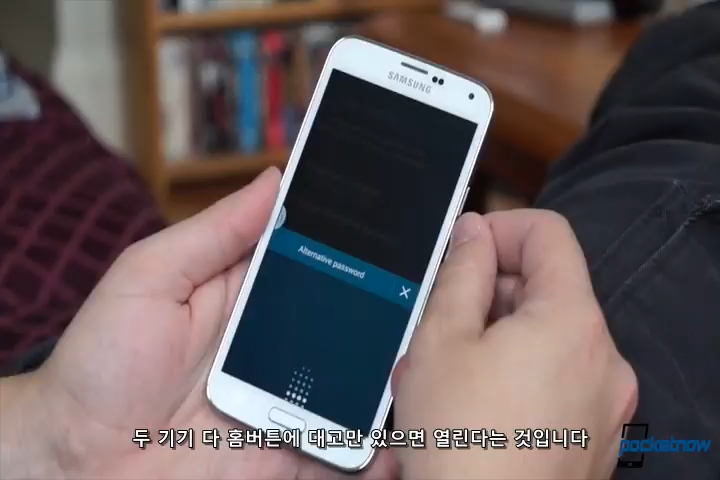 SAMSUNG
Alternative password
두 기기 다 홈버튼에 대고만 있으면 열린다는 것입니다
pocketnow